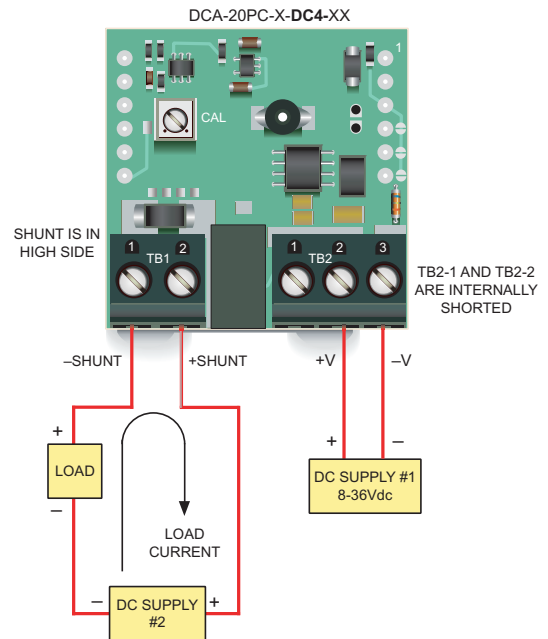 DCA-20PC-X-DC4-XX
1
CAL
SHUNT IS IN
HIGH SIDE
1 2
TB1
1 2 3
TB2
TB2-1 AND TB2-2
ARE INTERNALLY
SHORTED
–SHUNT +SHUNT
+V –V
+
LOAD
–
LOAD
CURRENT
+ –
DC SUPPLY #1
8-36Vdc
– +
DC SUPPLY
#2